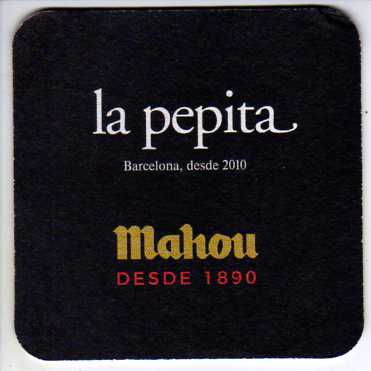 la pepita
Barcelona, desde 2010
Mahou
DESDE 1890